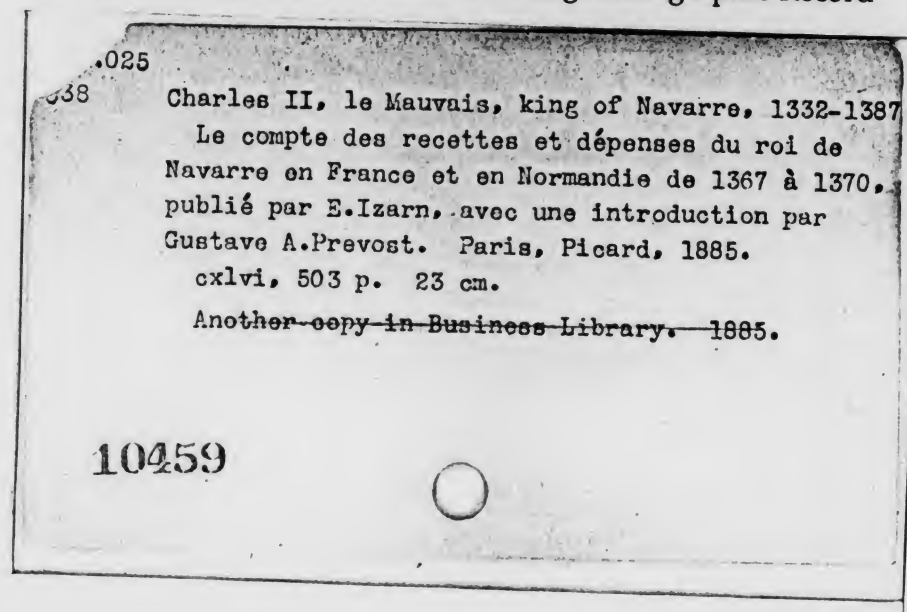 .025
38 Charles II, le Mauvais, king of Navarre, 1332-1387
Le compte des recettes et dépenses du roi de
Navarre en France et en Normandie de 1367 à 1370,
publié par E.Izarn, avec une introduction par
Gustave A.Prevost. Paris, Picard, 1885.
cxlvi, 503 p. 23 cm.
Another copy in Business Library. 1885.
10459